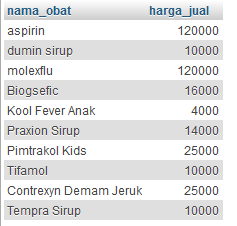 nama_obat harga_jual
aspirin 120000
dumin sirup 10000
molexflu 120000
Biogsefic 16000
Kool Fever Anak 4000
Praxion Sirup 14000
Pimtrakol Kids 25000
Tifamol 10000
Contrexyn Demam Jeruk 25000
Tempra Sirup 10000